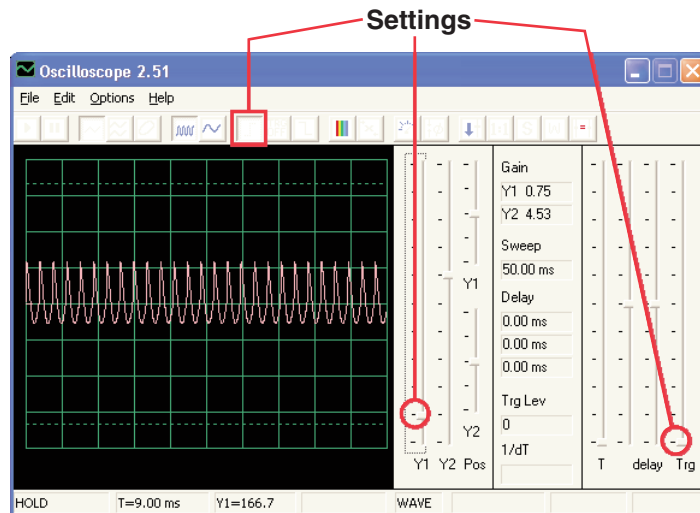 Settings
Oscilloscope 2.51
File Edit Options Help
Gain
Y1 0.75
Y2 4.53
Sweep
50.00 ms
Delay
0.00 ms
0.00 ms
0.00 ms
Trg Lev
0
1/dT
Y1
Y2
Y1 Y2 Pos
T delay Trg
HOLD T=9.00 ms Y1=166.7 WAVE